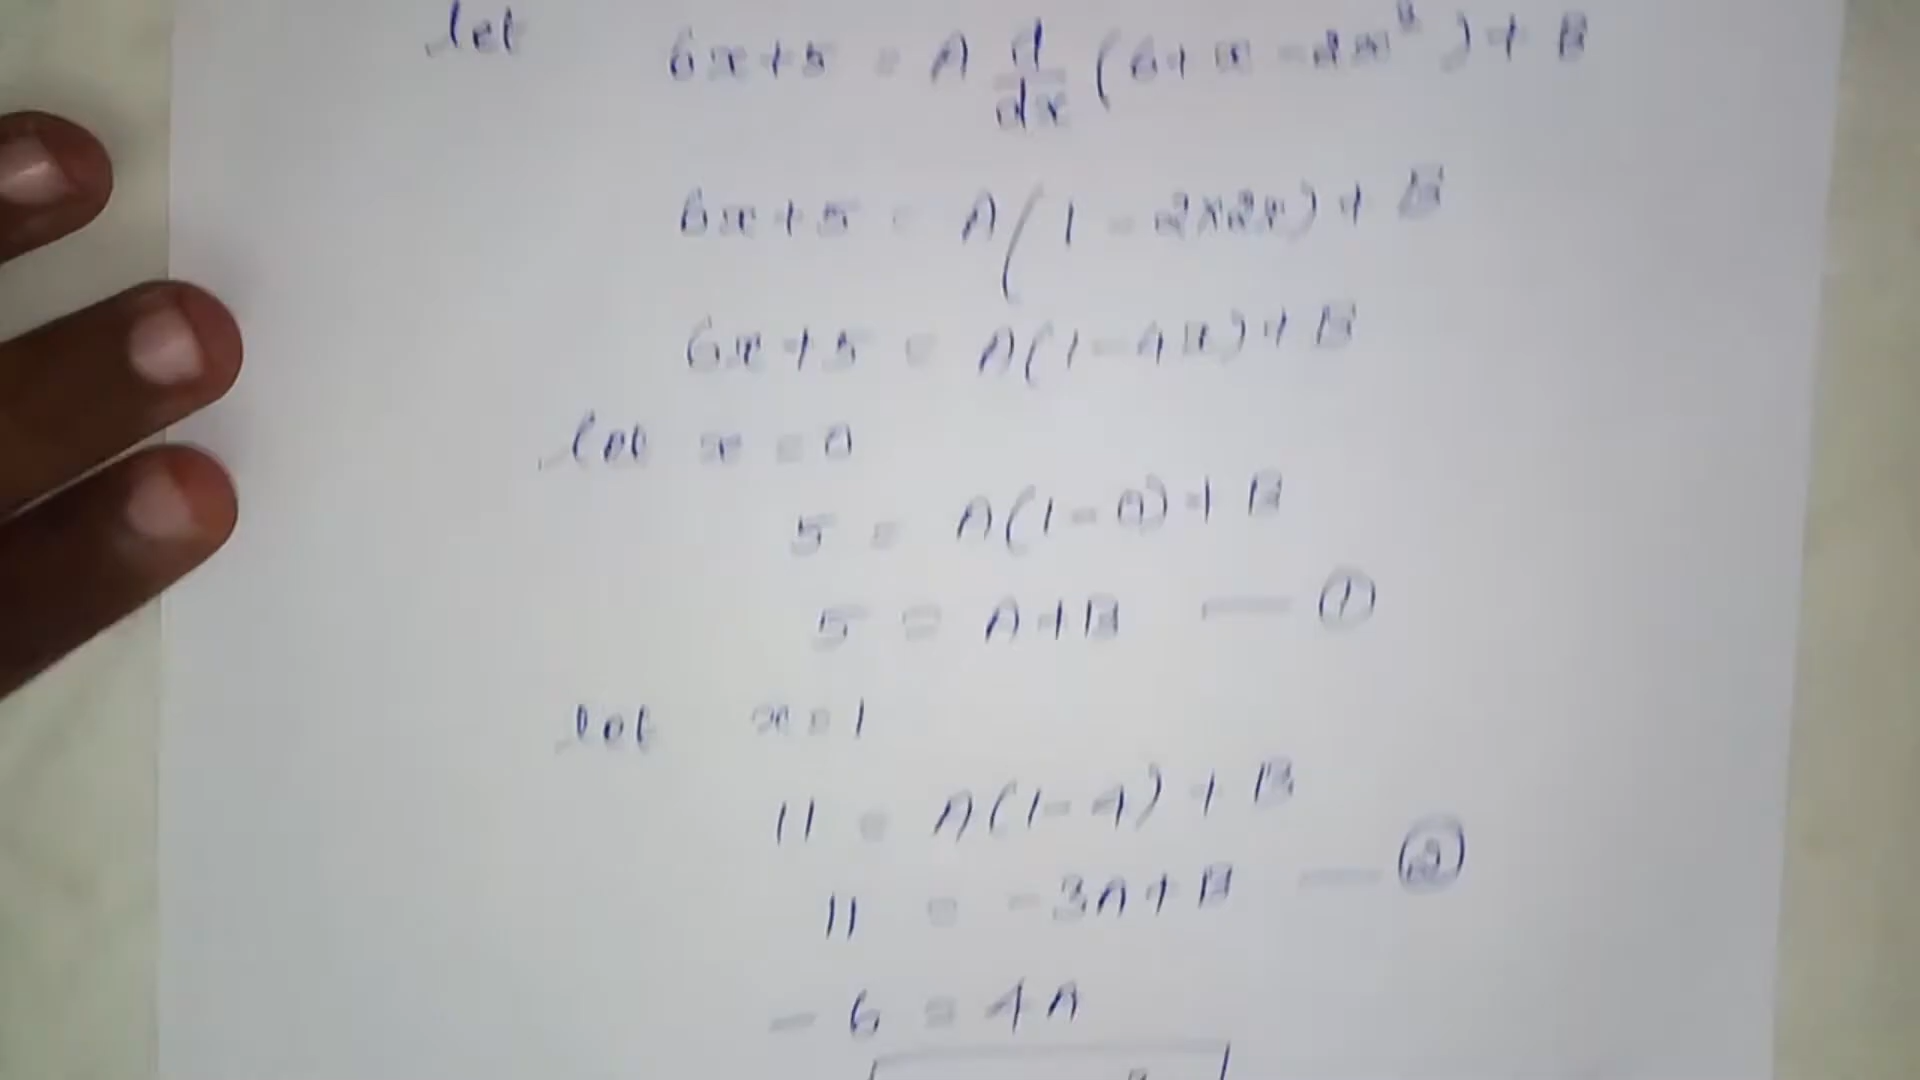 let 6x+5 = A d/dx (6+x-2x²)+B
6x+5 = A(1-2×2x)+B
6x+5 = A(1-4x)+B
let x=0
5 = A(1-0)+B
5 = A+B — ①
let x=1
11 = A(1-4)+B
11 = -3A+B — ②
-6 = 4A